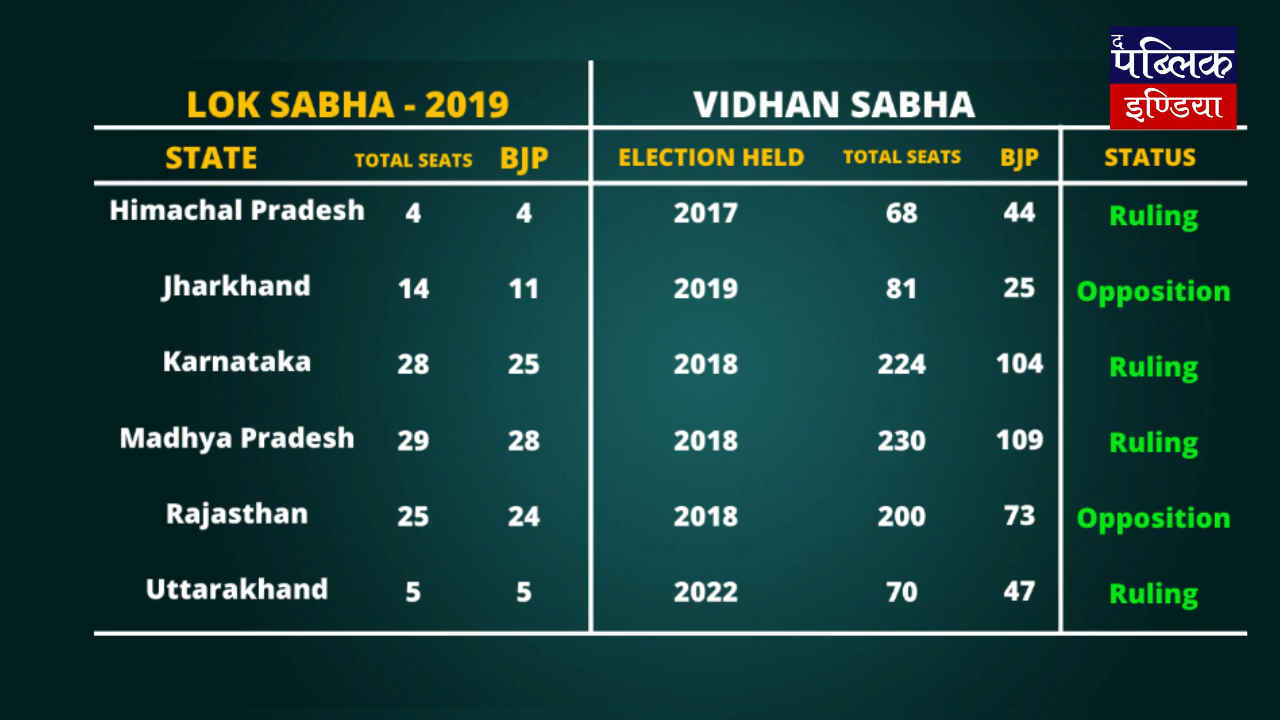 द
पब्लिक
इण्डिया
LOK SABHA - 2019 VIDHAN SABHA
STATE TOTAL SEATS BJP ELECTION HELD TOTAL SEATS BJP STATUS
Himachal Pradesh 4 4 2017 68 44 Ruling
Jharkhand 14 11 2019 81 25 Opposition
Karnataka 28 25 2018 224 104 Ruling
Madhya Pradesh 29 28 2018 230 109 Ruling
Rajasthan 25 24 2018 200 73 Opposition
Uttarakhand 5 5 2022 70 47 Ruling